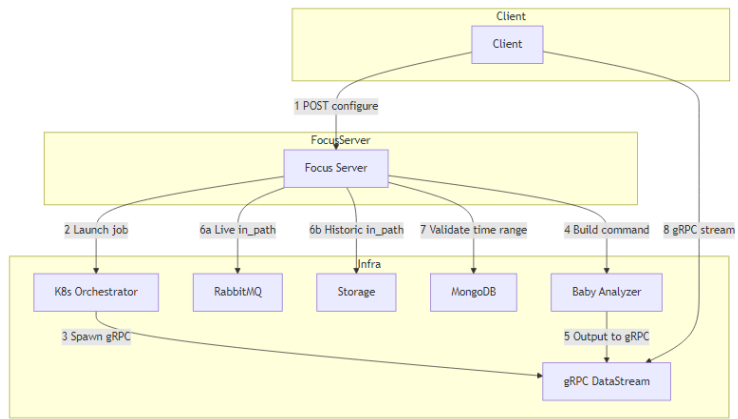 Client
Client
1 POST configure
FocusServer
Focus Server
2 Launch job
6a Live in_path
6b Historic in_path
7 Validate time range
4 Build command
8 gRPC stream
Infra
K8s Orchestrator
RabbitMQ
Storage
MongoDB
Baby Analyzer
3 Spawn gRPC
5 Output to gRPC
gRPC DataStream